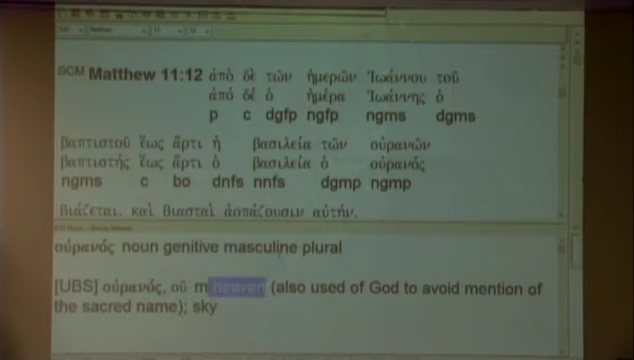 SCM Matthew 11:12 ἀπὸ δὲ τῶν ἡμερῶν Ἰωάννου τοῦ
ἀπό δέ ὁ ἡμέρα Ἰωάννης ὁ
p c dgfp ngfp ngms dgms
βαπτιστοῦ ἕως ἄρτι ἡ βασιλεία τῶν οὐρανῶν
βαπτιστής ἕως ἄρτι ὁ βασιλεία ὁ οὐρανός
ngms c bo dnfs nnfs dgmp ngmp
βιάζεται, καὶ βιασταὶ ἁρπάζουσιν αὐτήν.
οὐρανός noun genitive masculine plural
[UBS] οὐρανός, οῦ m heaven (also used of God to avoid mention of
the sacred name); sky